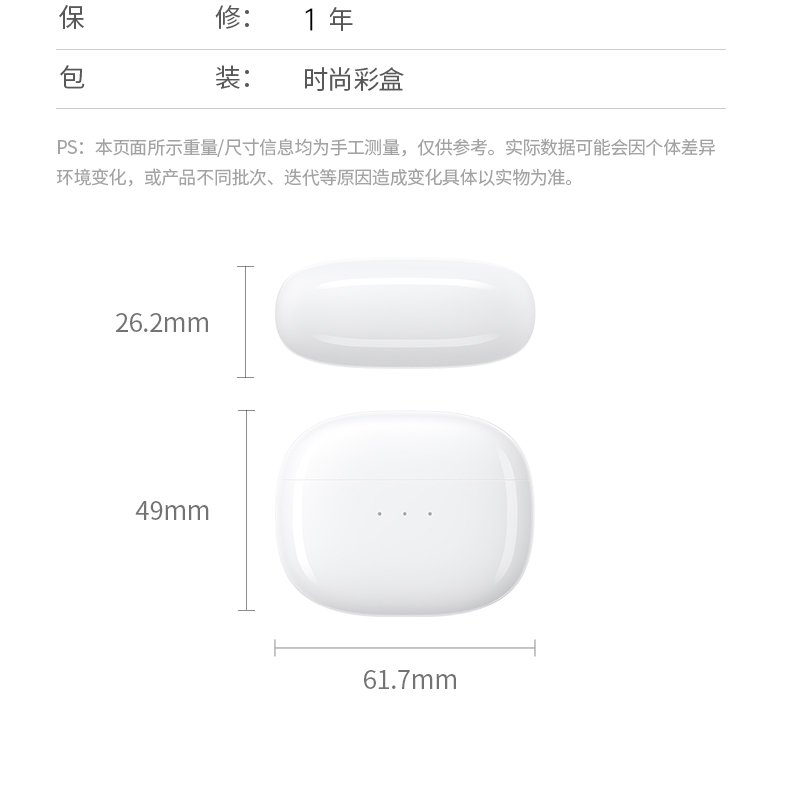 保修：1 年
包装：时尚彩盒
PS：本页面所示重量/尺寸信息均为手工测量，仅供参考。实际数据可能会因个体差异
环境变化，或产品不同批次、迭代等原因造成变化具体以实物为准。
26.2mm
49mm
61.7mm